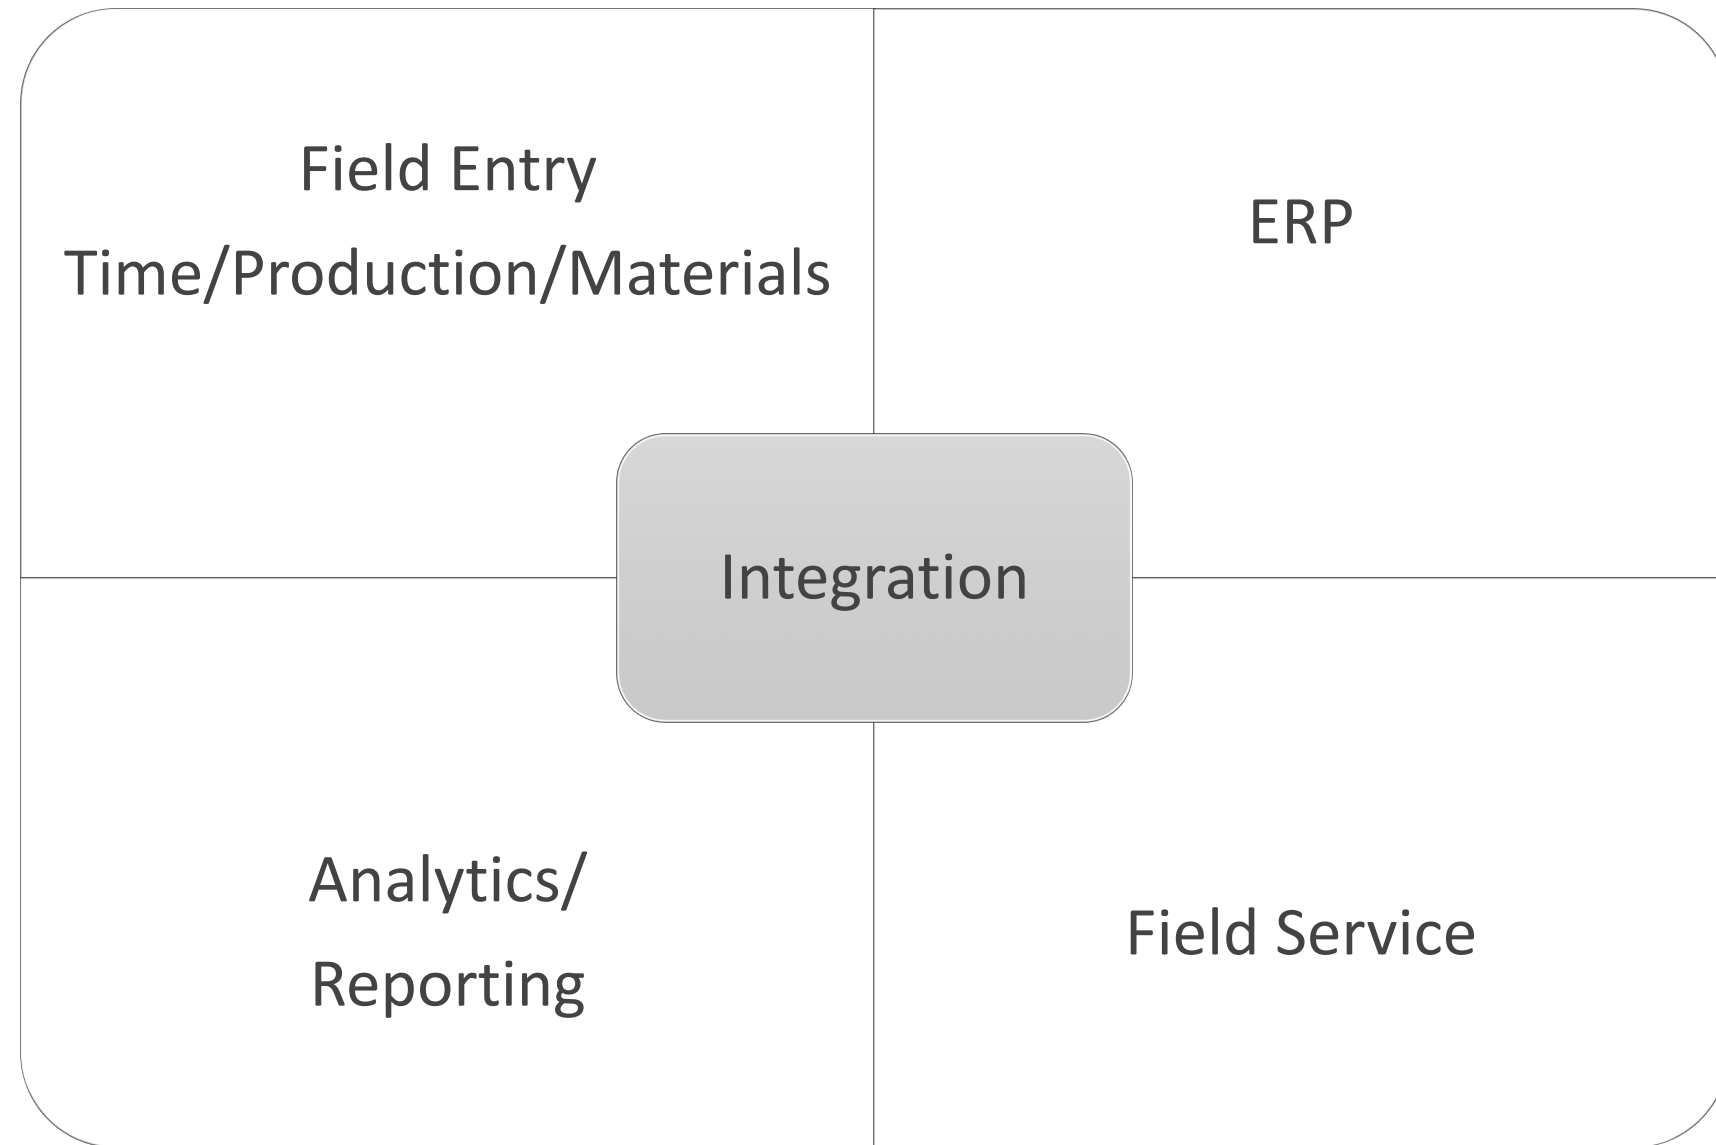 Field Entry
Time/Production/Materials
ERP
Integration
Analytics/
Reporting
Field Service